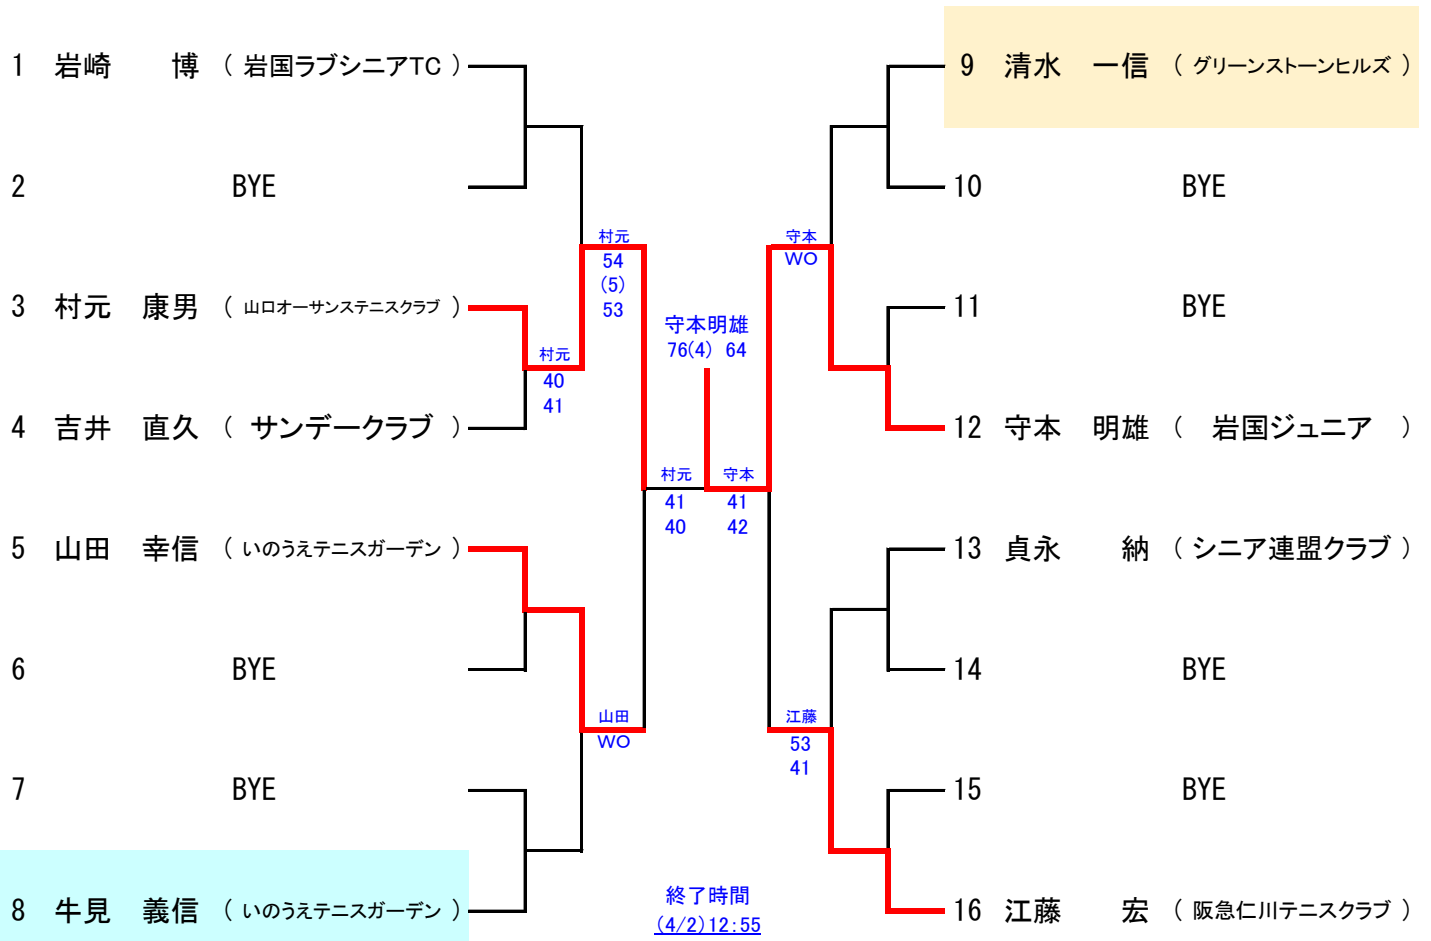 1 岩崎 博 ( 岩国ラブシニアTC )
2 BYE
3 村元 康男 ( 山口オーサンステニスクラブ )
4 吉井 直久 ( サンデークラブ )
5 山田 幸信 ( いのうえテニスガーデン )
6 BYE
7 BYE
8 牛見 義信 ( いのうえテニスガーデン )
村元
40
41
村元
54
(5)
53
山田
WO
村元
41
40
守本明雄
76(4) 64
守本
41
42
守本
WO
江藤
53
41
9 清水 一信 ( グリーンストーンヒルズ )
10 BYE
11 BYE
12 守本 明雄 ( 岩国ジュニア )
13 貞永 納 ( シニア連盟クラブ )
14 BYE
15 BYE
16 江藤 宏 ( 阪急仁川テニスクラブ )
終了時間
(4/2)12:55